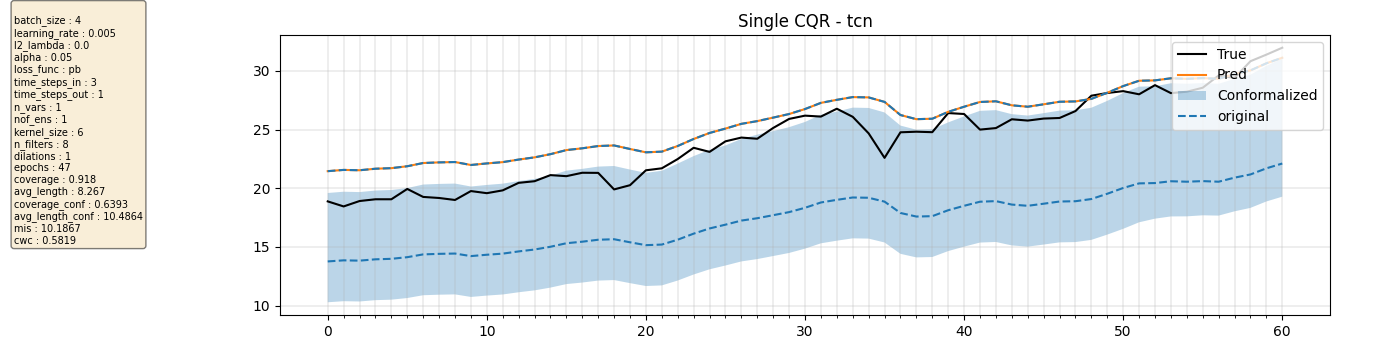 batch_size : 4
learning_rate : 0.005
l2_lambda : 0.0
alpha : 0.05
loss_func : pb
time_steps_in : 3
time_steps_out : 1
n_vars : 1
nof_ens : 1
kernel_size : 6
n_filters : 8
dilations : 1
epochs : 47
coverage : 0.918
avg_length : 8.267
coverage_conf : 0.6393
avg_length_conf : 10.4864
mis : 10.1867
cwc : 0.5819
Single CQR - tcn
True
Pred
Conformalized
original
30
25
20
15
10
0 10 20 30 40 50 60